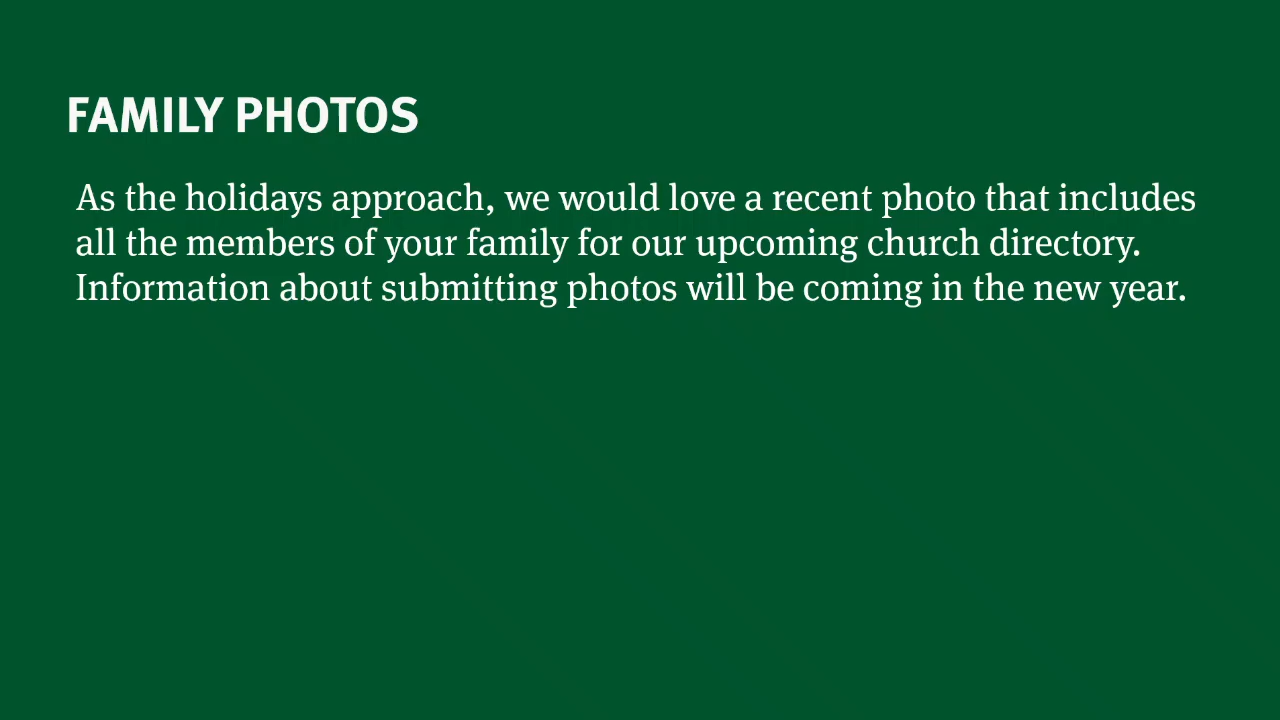 FAMILY PHOTOS
As the holidays approach, we would love a recent photo that includes
all the members of your family for our upcoming church directory.
Information about submitting photos will be coming in the new year.